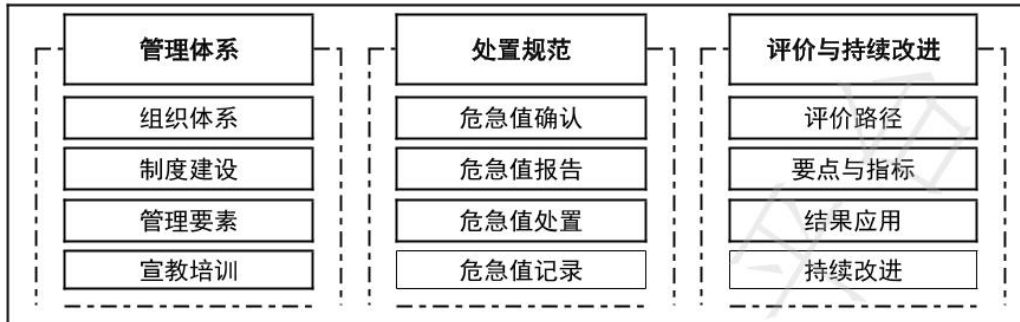 管理体系
组织体系
制度建设
管理要素
宣教培训
处置规范
危急值确认
危急值报告
危急值处置
危急值记录
评价与持续改进
评价路径
要点与指标
结果应用
持续改进